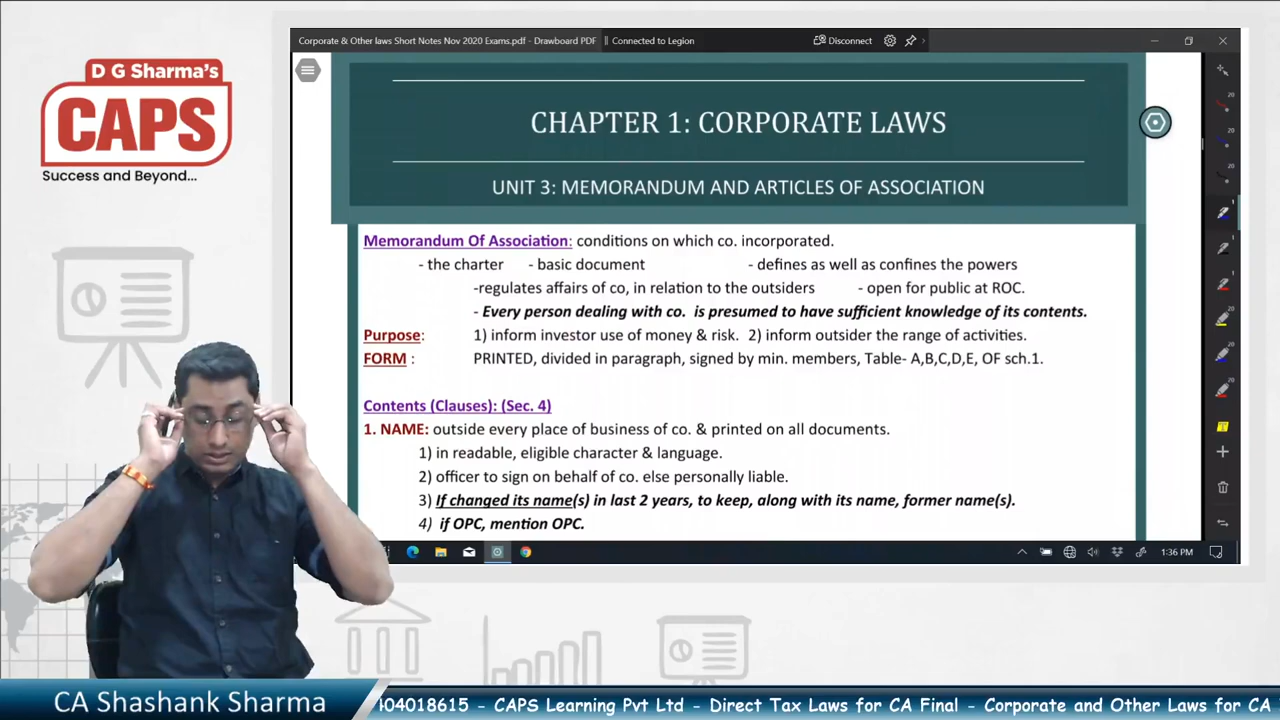 D G Sharma's
CAPS
Success and Beyond...
Corporate & Other laws Short Notes Nov 2020 Exams.pdf - Drawboard PDF
Connected to Legion
Disconnect
CHAPTER 1: CORPORATE LAWS
UNIT 3: MEMORANDUM AND ARTICLES OF ASSOCIATION
Memorandum Of Association: conditions on which co. incorporated.
- the charter - basic document - defines as well as confines the powers
-regulates affairs of co, in relation to the outsiders - open for public at ROC.
- Every person dealing with co. is presumed to have sufficient knowledge of its contents.
Purpose: 1) inform investor use of money & risk. 2) inform outsider the range of activities.
FORM : PRINTED, divided in paragraph, signed by min. members, Table- A,B,C,D,E, OF sch.1.
Contents (Clauses): (Sec. 4)
1. NAME: outside every place of business of co. & printed on all documents.
1) in readable, eligible character & language.
2) officer to sign on behalf of co. else personally liable.
3) If changed its name(s) in last 2 years, to keep, along with its name, former name(s).
4) if OPC, mention OPC.
1:36 PM
CA Shashank Sharma
404018615 - CAPS Learning Pvt Ltd - Direct Tax Laws for CA Final - Corporate and Other Laws for CA